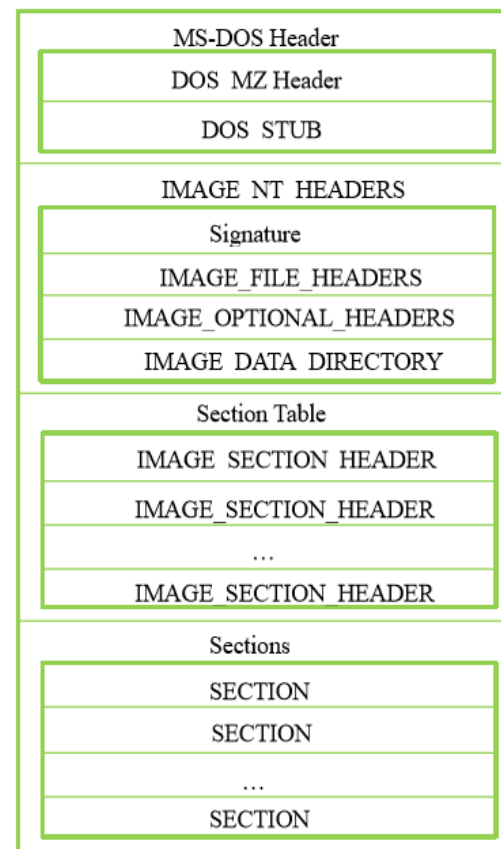 MS-DOS Header
DOS MZ Header
DOS STUB
IMAGE NT HEADERS
Signature
IMAGE_FILE_HEADERS
IMAGE_OPTIONAL_HEADERS
IMAGE DATA DIRECTORY
Section Table
IMAGE SECTION HEADER
IMAGE_SECTION_HEADER
…
IMAGE_SECTION_HEADER
Sections
SECTION
SECTION
…
SECTION